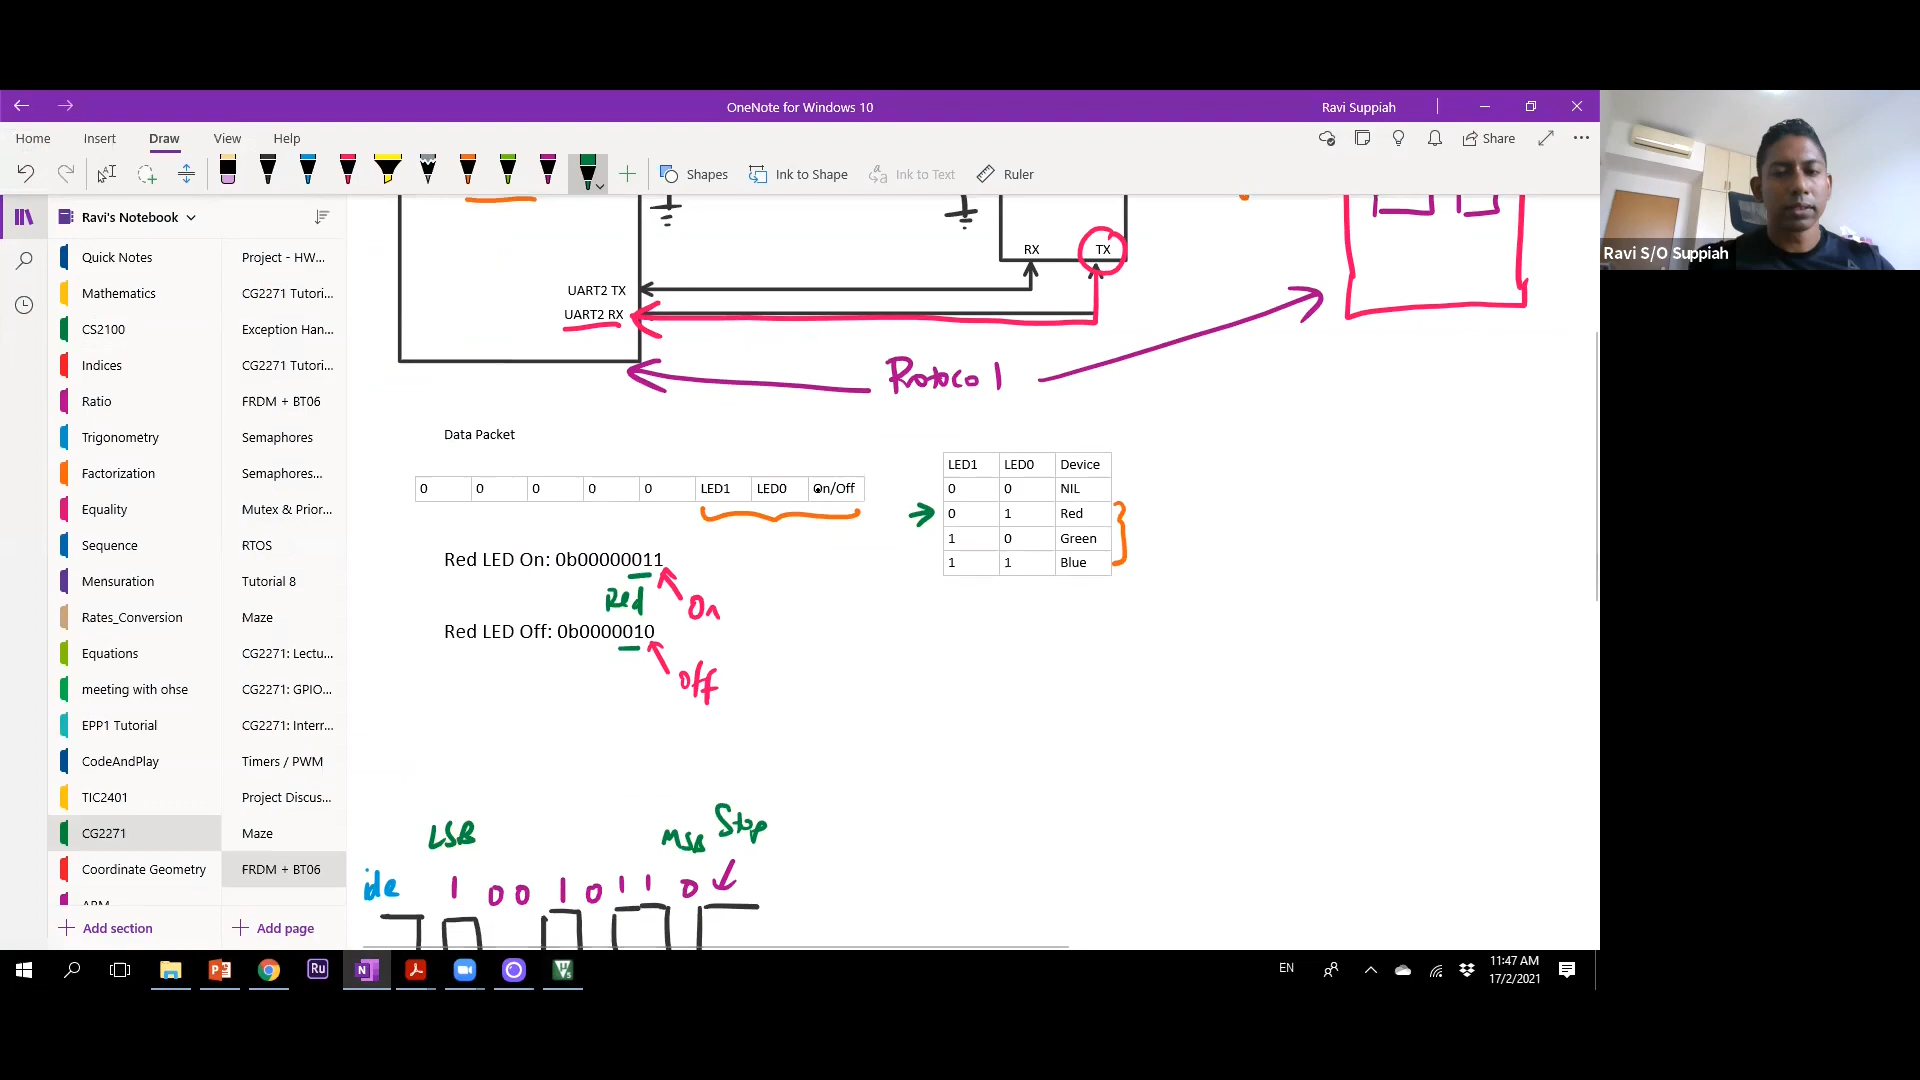 OneNote for Windows 10
Ravi Suppiah
Home Insert Draw View Help
Share
Shapes
Ink to Shape
Ink to Text
Ruler
Ravi's Notebook
Quick Notes
Mathematics
CS2100
Indices
Ratio
Trigonometry
Factorization
Equality
Sequence
Mensuration
Rates_Conversion
Equations
meeting with ohse
EPP1 Tutorial
CodeAndPlay
TIC2401
CG2271
Coordinate Geometry
Add section
Project - HW...
CG2271 Tutori...
Exception Han...
CG2271 Tutori...
FRDM + BT06
Semaphores
Semaphores...
Mutex & Prior...
RTOS
Tutorial 8
Maze
CG2271: Lectu...
CG2271: GPIO...
CG2271: Interr...
Timers / PWM
Project Discus...
Maze
FRDM + BT06
Add page
RX TX
UART2 TX
UART2 RX
Protocol
Data Packet
0 0 0 0 0 LED1 LED0 On/Off
LED1 LED0 Device
0 0 NIL
0 1 Red
1 0 Green
1 1 Blue
Red LED On: 0b00000011
Red On
Red LED Off: 0b0000010
Off
LSB MSB Stop
1 0 0 1 0 1 1 0
Ravi S/O Suppiah
EN
11:47 AM
17/2/2021